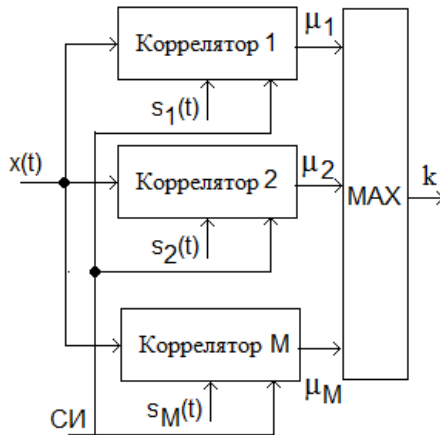 Коррелятор 1
μ1
s1(t)
x(t)
Коррелятор 2
μ2
MAX
k
s2(t)
Коррелятор M
μM
СИ
sM(t)